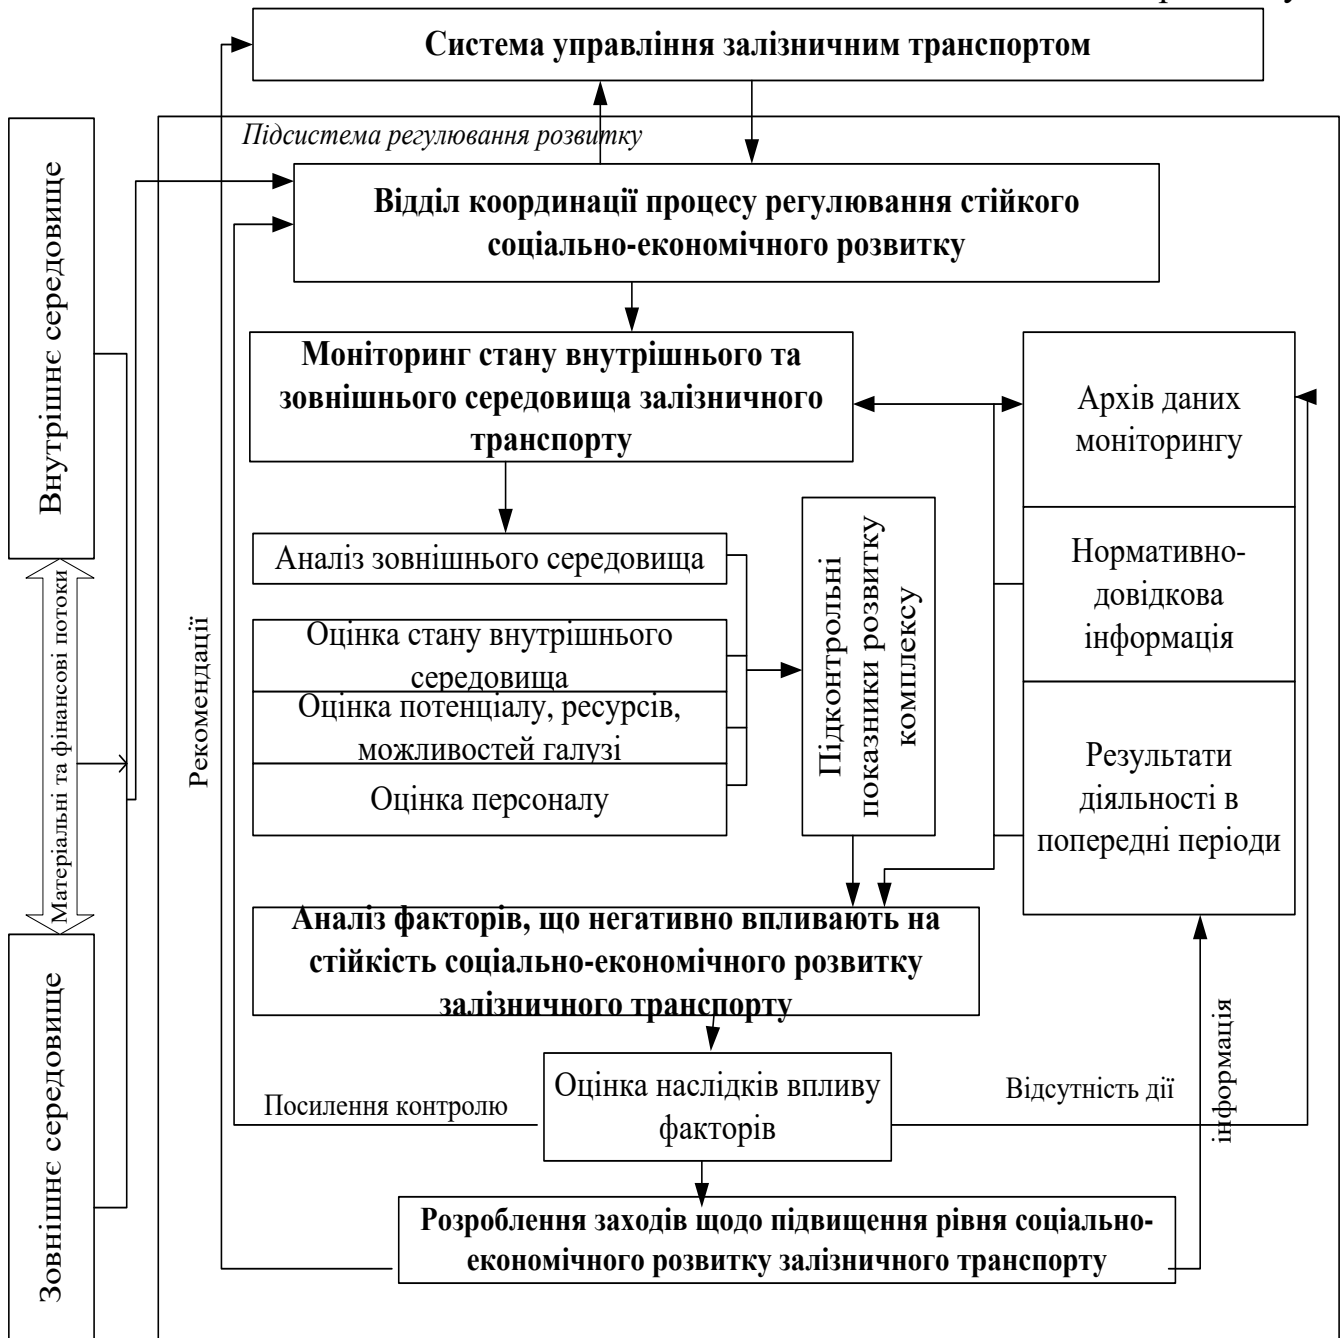 Система управління залізничним транспортом
Підсистема регулювання розвитку
Відділ координації процесу регулювання стійкого
соціально-економічного розвитку
Внутрішнє середовище
Моніторинг стану внутрішнього та
зовнішнього середовища залізничного
транспорту
Архів даних
моніторингу
Аналіз зовнішнього середовища
Нормативно-
довідкова
інформація
Підконтрольні
показники розвитку
комплексу
Оцінка стану внутрішнього
середовища
Оцінка потенціалу, ресурсів,
можливостей галузі
Оцінка персоналу
Матеріальні та фінансові потоки
Рекомендації
Результати
діяльності в
попередні періоди
Аналіз факторів, що негативно впливають на
стійкість соціально-економічного розвитку
залізничного транспорту
Зовнішнє середовище
Посилення контролю
Оцінка наслідків впливу
факторів
Відсутність дії
інформація
Розроблення заходів щодо підвищення рівня соціально-
економічного розвитку залізничного транспорту